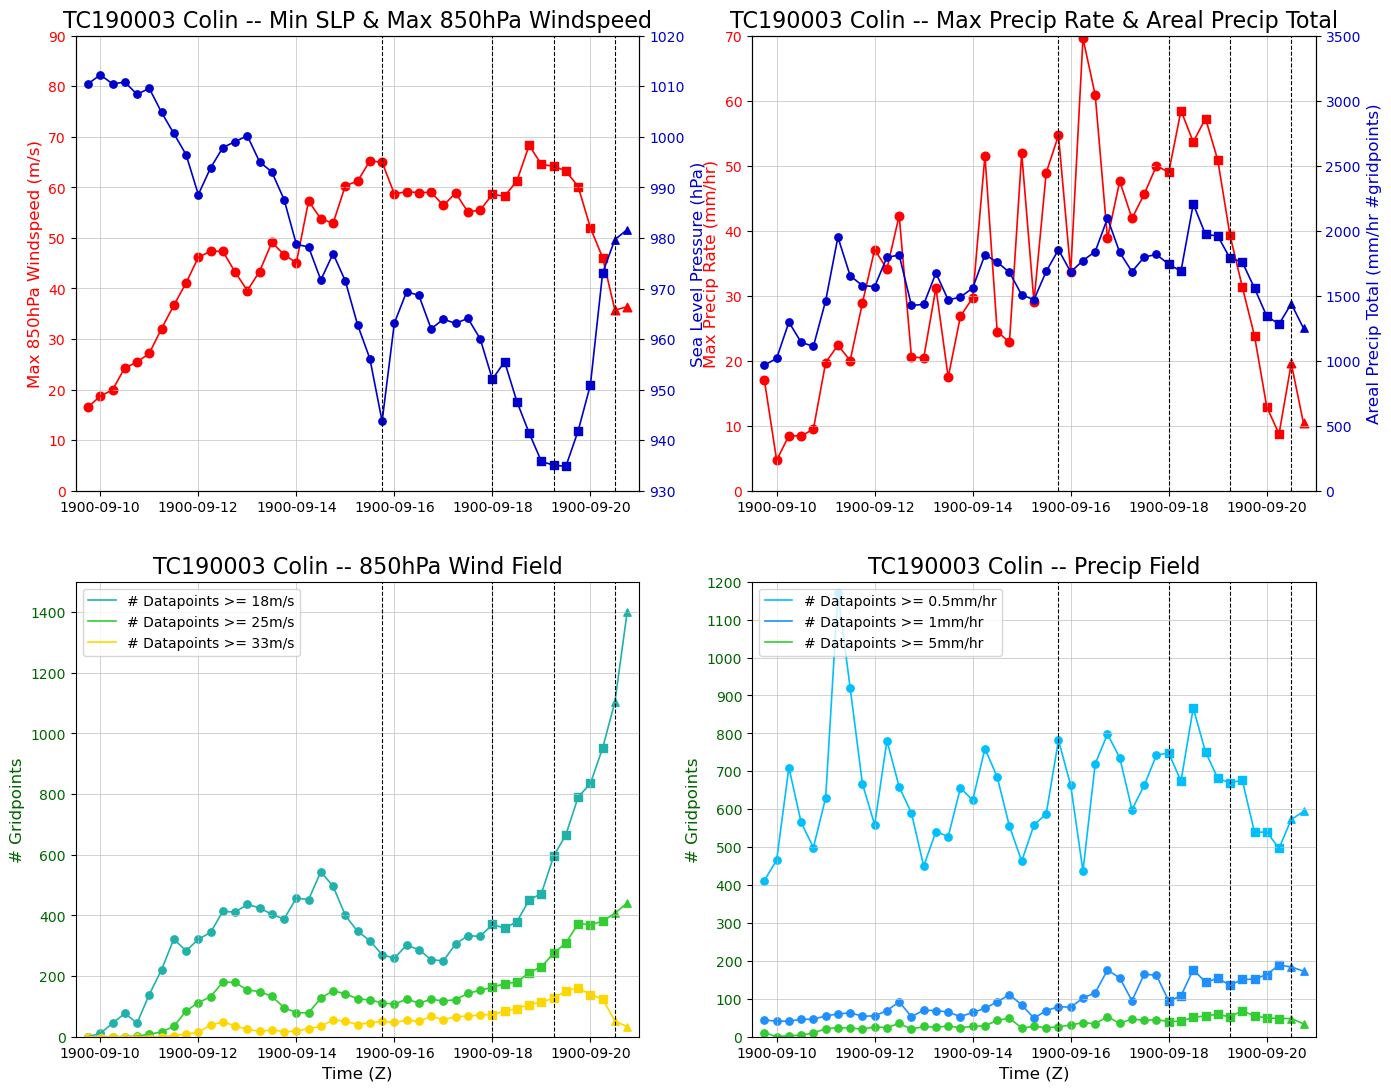 TC190003 Colin -- Min SLP & Max 850hPa Windspeed
Max 850hPa Windspeed (m/s)
90
80
70
60
50
40
30
20
10
0
1020
1010
1000
990
980
970
960
950
940
930
Sea Level Pressure (hPa)
1900-09-10 1900-09-12 1900-09-14 1900-09-16 1900-09-18 1900-09-20
TC190003 Colin -- Max Precip Rate & Areal Precip Total
Max Precip Rate (mm/hr)
70
60
50
40
30
20
10
0
3500
3000
2500
2000
1500
1000
500
0
Areal Precip Total (mm/hr #gridpoints)
1900-09-10 1900-09-12 1900-09-14 1900-09-16 1900-09-18 1900-09-20
TC190003 Colin -- 850hPa Wind Field
# Datapoints >= 18m/s
# Datapoints >= 25m/s
# Datapoints >= 33m/s
# Gridpoints
1400
1200
1000
800
600
400
200
0
1900-09-10 1900-09-12 1900-09-14 1900-09-16 1900-09-18 1900-09-20
Time (Z)
TC190003 Colin -- Precip Field
# Datapoints >= 0.5mm/hr
# Datapoints >= 1mm/hr
# Datapoints >= 5mm/hr
# Gridpoints
1200
1100
1000
900
800
700
600
500
400
300
200
100
0
1900-09-10 1900-09-12 1900-09-14 1900-09-16 1900-09-18 1900-09-20
Time (Z)